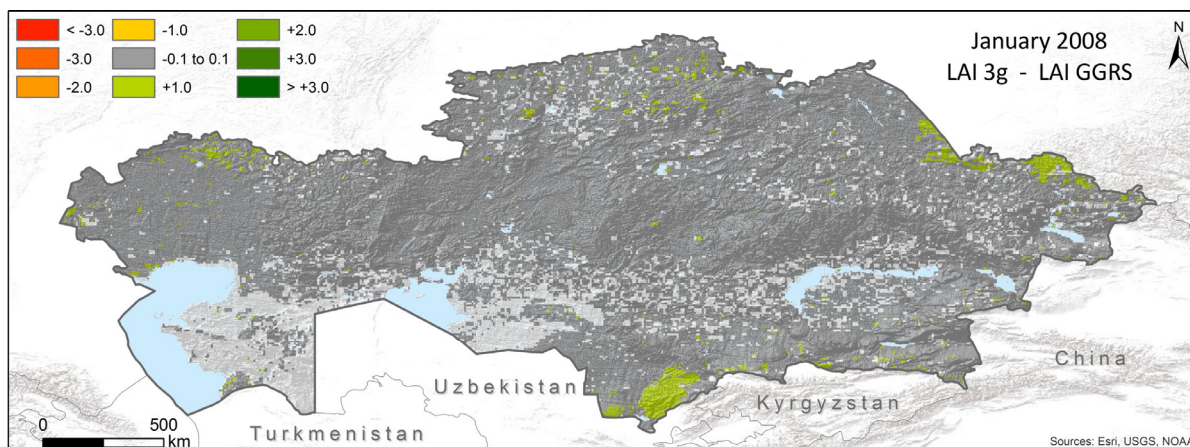 < -3.0
-3.0
-2.0
-1.0
-0.1 to 0.1
+1.0
+2.0
+3.0
> +3.0
January 2008
LAI 3g - LAI GGRS
N
China
Uzbekistan
Kyrgyzstan
Turkmenistan
0 500
km
Sources: Esri, USGS, NOAA